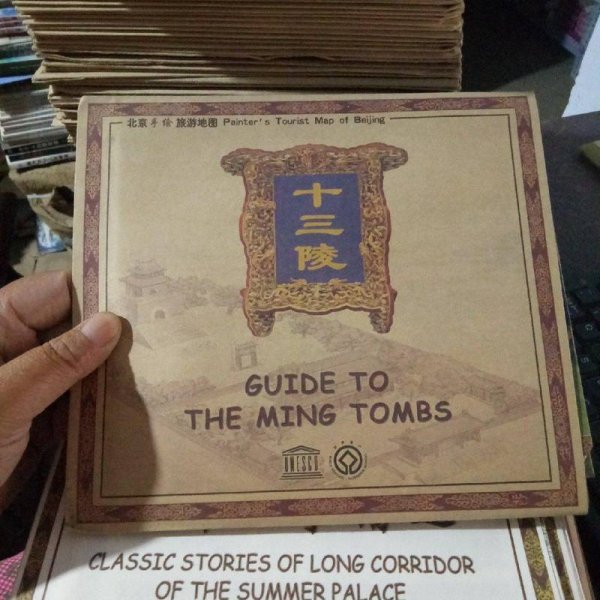 北京手绘旅游地图 Painter's Tourist Map of Beijing
十三陵
GUIDE TO
THE MING TOMBS
UNESCO
CLASSIC STORIES OF LONG CORRIDOR
OF THE SUMMER PALACE